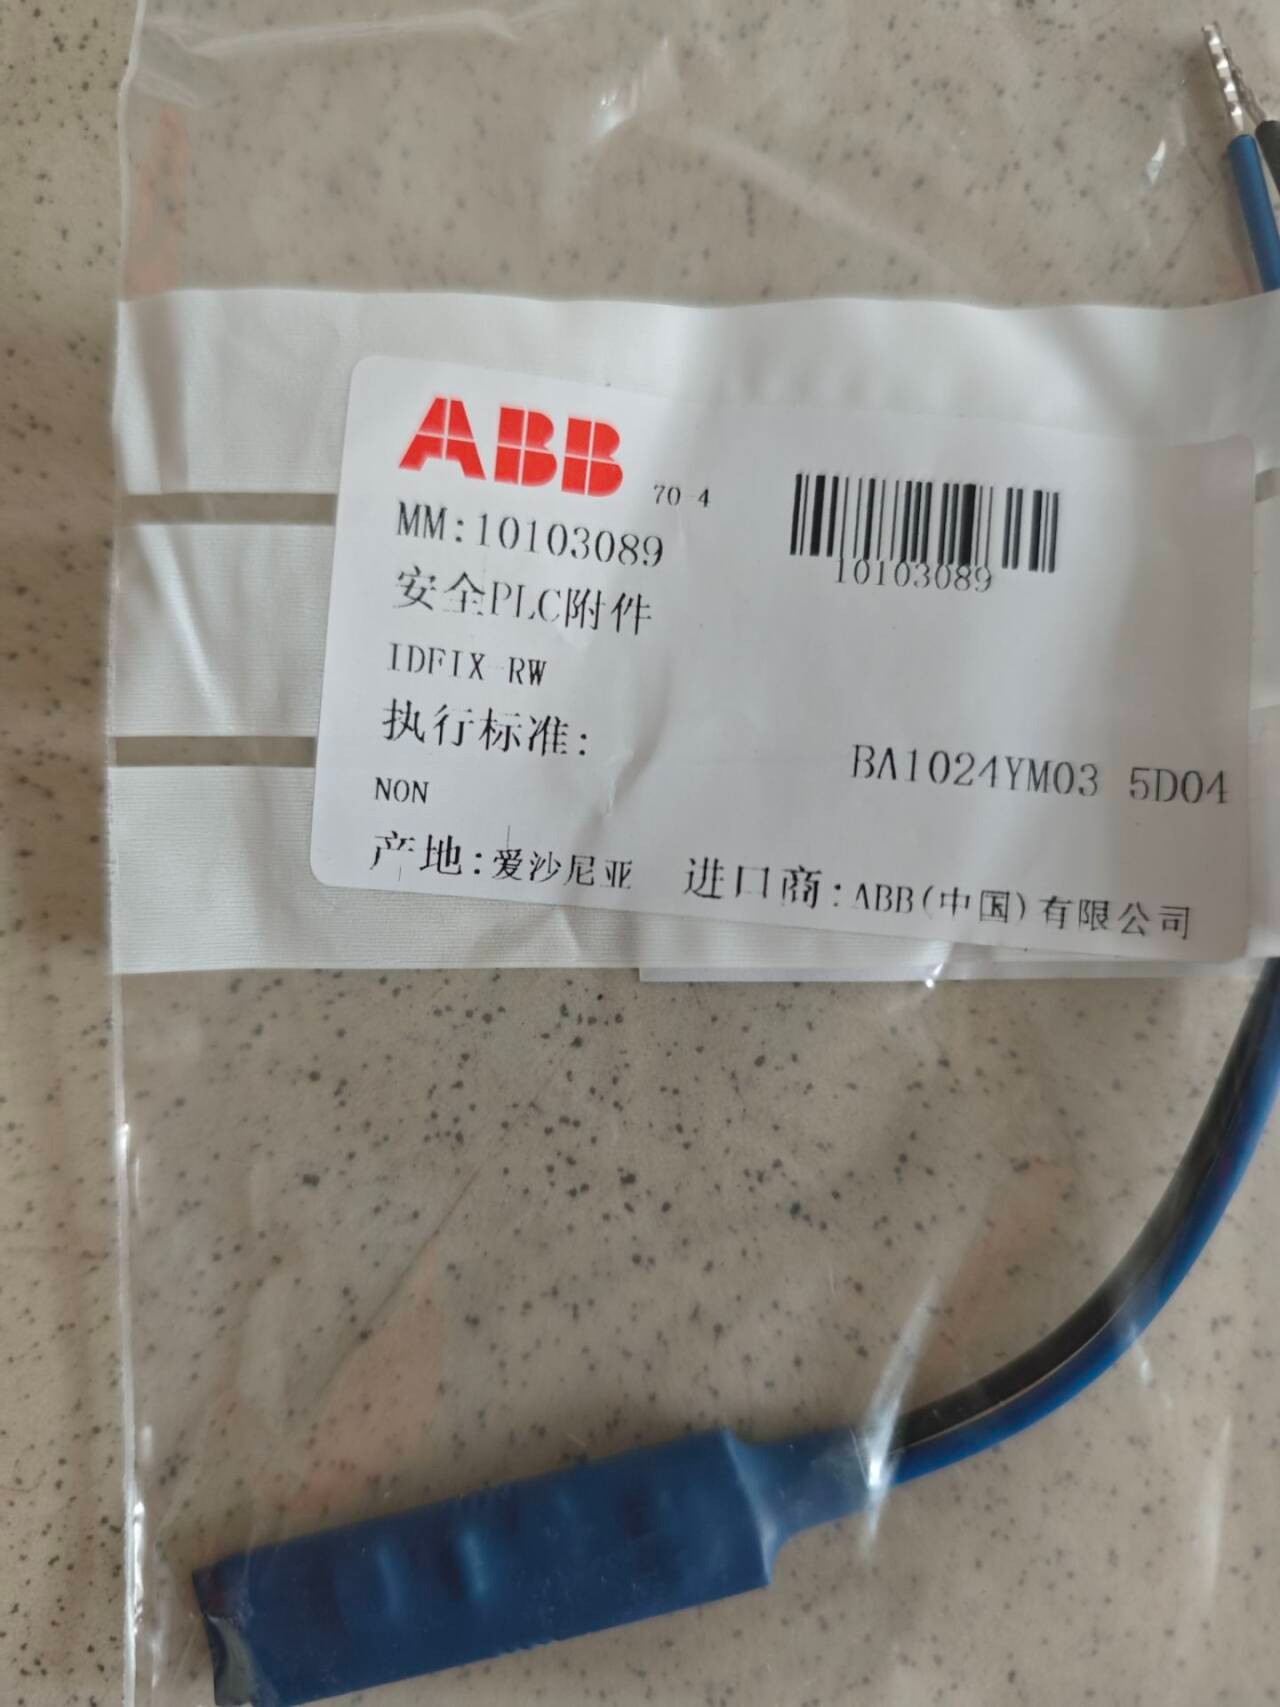 ABB
70-4
MM:10103089
10103089
安全PLC附件
IDFIX-RW
执行标准:
BA1024YM03 5D04
NON
产地:爱沙尼亚 进口商:ABB(中国)有限公司